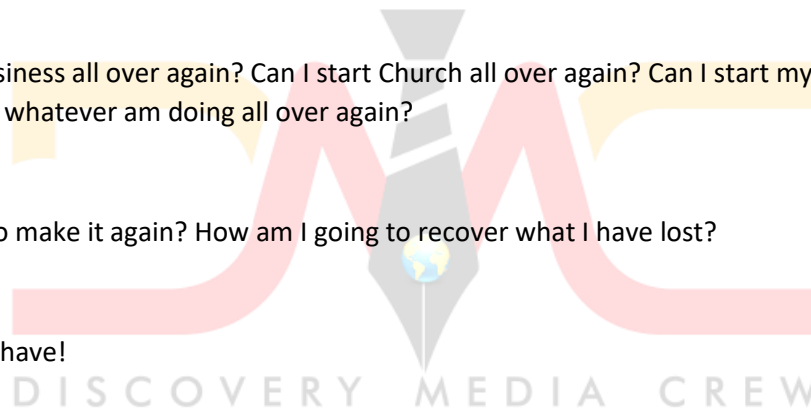 siness all over again? Can I start Church all over again? Can I start my
whatever am doing all over again?
o make it again? How am I going to recover what I have lost?
have!
DISCOVERY MEDIA CREW